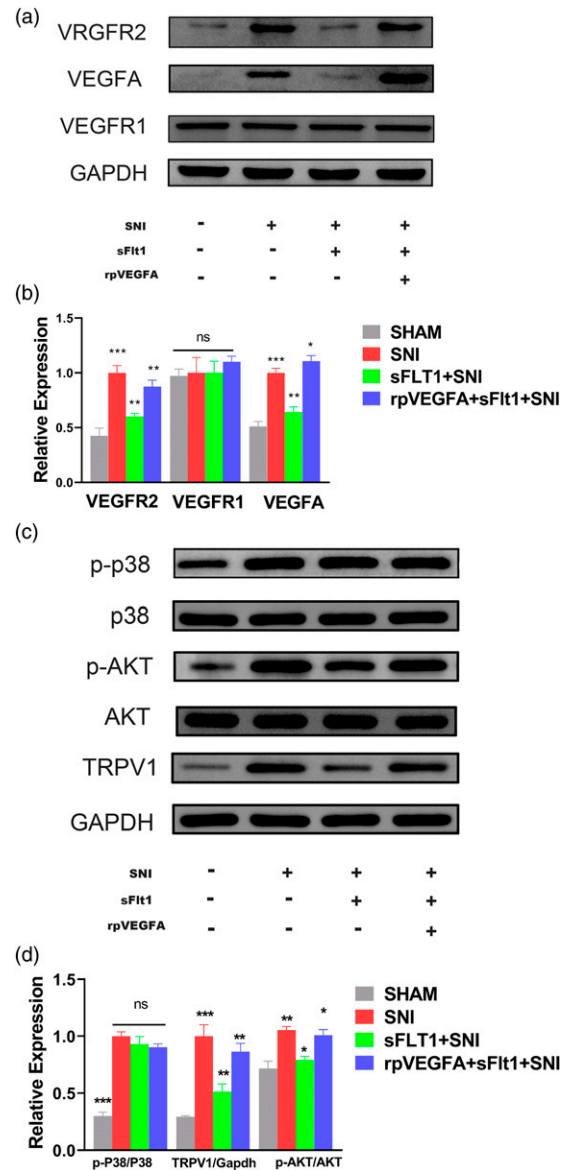 (a)
VRGFR2
VEGFA
VEGFR1
GAPDH
SNI - + + +
sFlt1 - - + +
rpVEGFA - - - +
(b)
Relative Expression
1.5
1.0
0.5
0.0
*** ** ** ns *** ** *
VEGFR2 VEGFR1 VEGFA
SHAM
SNI
sFLT1+SNI
rpVEGFA+sFlt1+SNI
(c)
p-p38
p38
p-AKT
AKT
TRPV1
GAPDH
SNI - + + +
sFlt1 - - + +
rpVEGFA - - - +
(d)
Relative Expression
1.5
1.0
0.5
0.0
*** ns *** ** ** ** * *
p-P38/P38 TRPV1/Gapdh p-AKT/AKT
SHAM
SNI
sFLT1+SNI
rpVEGFA+sFlt1+SNI